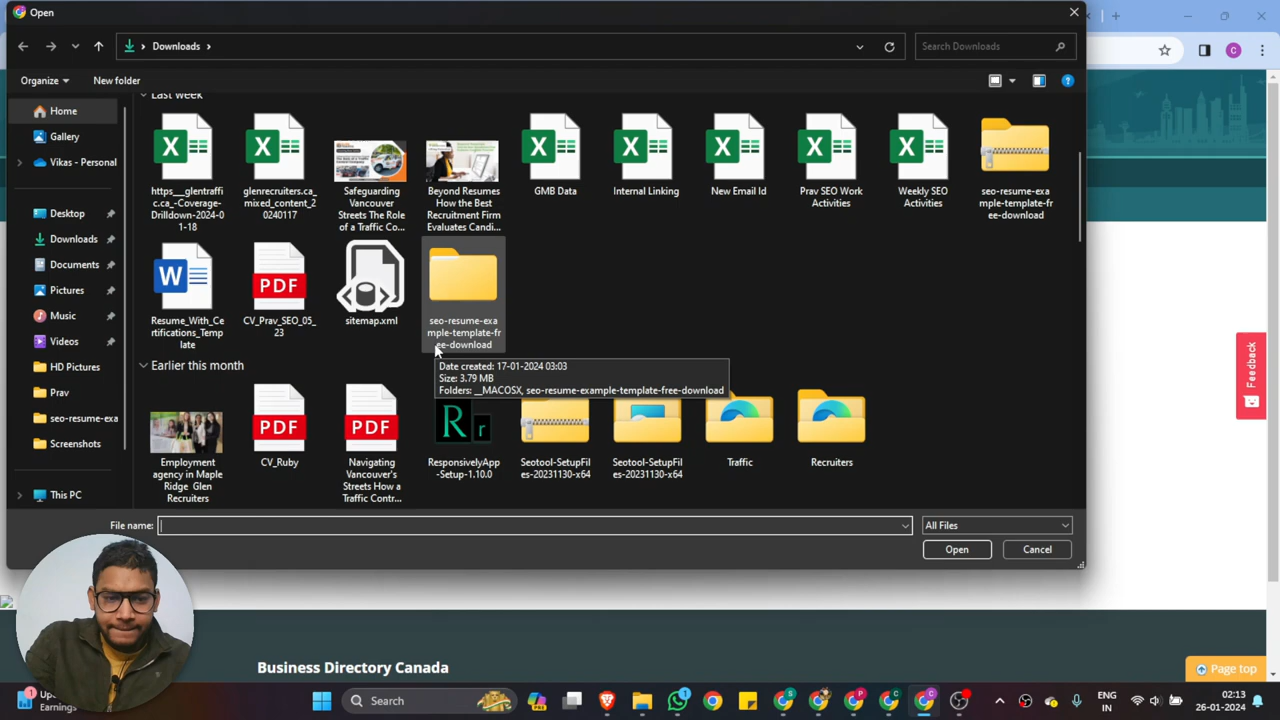 Open
Downloads
Search Downloads
Organize
New folder
Last week
Home
Gallery
Vikas - Personal
Desktop
Downloads
Documents
Pictures
Music
Videos
HD Pictures
Prav
seo-resume-exa
Screenshots
This PC
https__glentraffi
c.ca_-Coverage-
Drilldown-2024-0
1-18
glenrecruiters.ca
_mixed_content_2
0240117
Safeguarding
Vancouver
Streets The Role
of a Traffic Co...
Beyond Resumes
How the Best
Recruitment Firm
Evaluates Candi...
GMB Data
Internal Linking
New Email Id
Prav SEO Work
Activities
Weekly SEO
Activities
seo-resume-exa
mple-template-fr
ee-download
Resume_With_Ce
rtifications_Temp
late
CV_Prav_SEO_05_
23
sitemap.xml
seo-resume-exa
mple-template-fr
ee-download
Date created: 17-01-2024 03:03
Size: 3.79 MB
Folders: __MACOSX, seo-resume-example-template-free-download
Earlier this month
Employment
agency in Maple
Ridge Glen
Recruiters
CV_Ruby
Navigating
Vancouver's
Streets How a
Traffic Contr...
ResponsivelyApp
-Setup-1.10.0
Seotool-SetupFil
es-20231130-x64
Seotool-SetupFil
es-20231130-x64
Traffic
Recruiters
File name:
All Files
Open
Cancel
Feedback
Business Directory Canada
Page top
Earnings
Search
ENG
IN
02:13
26-01-2024